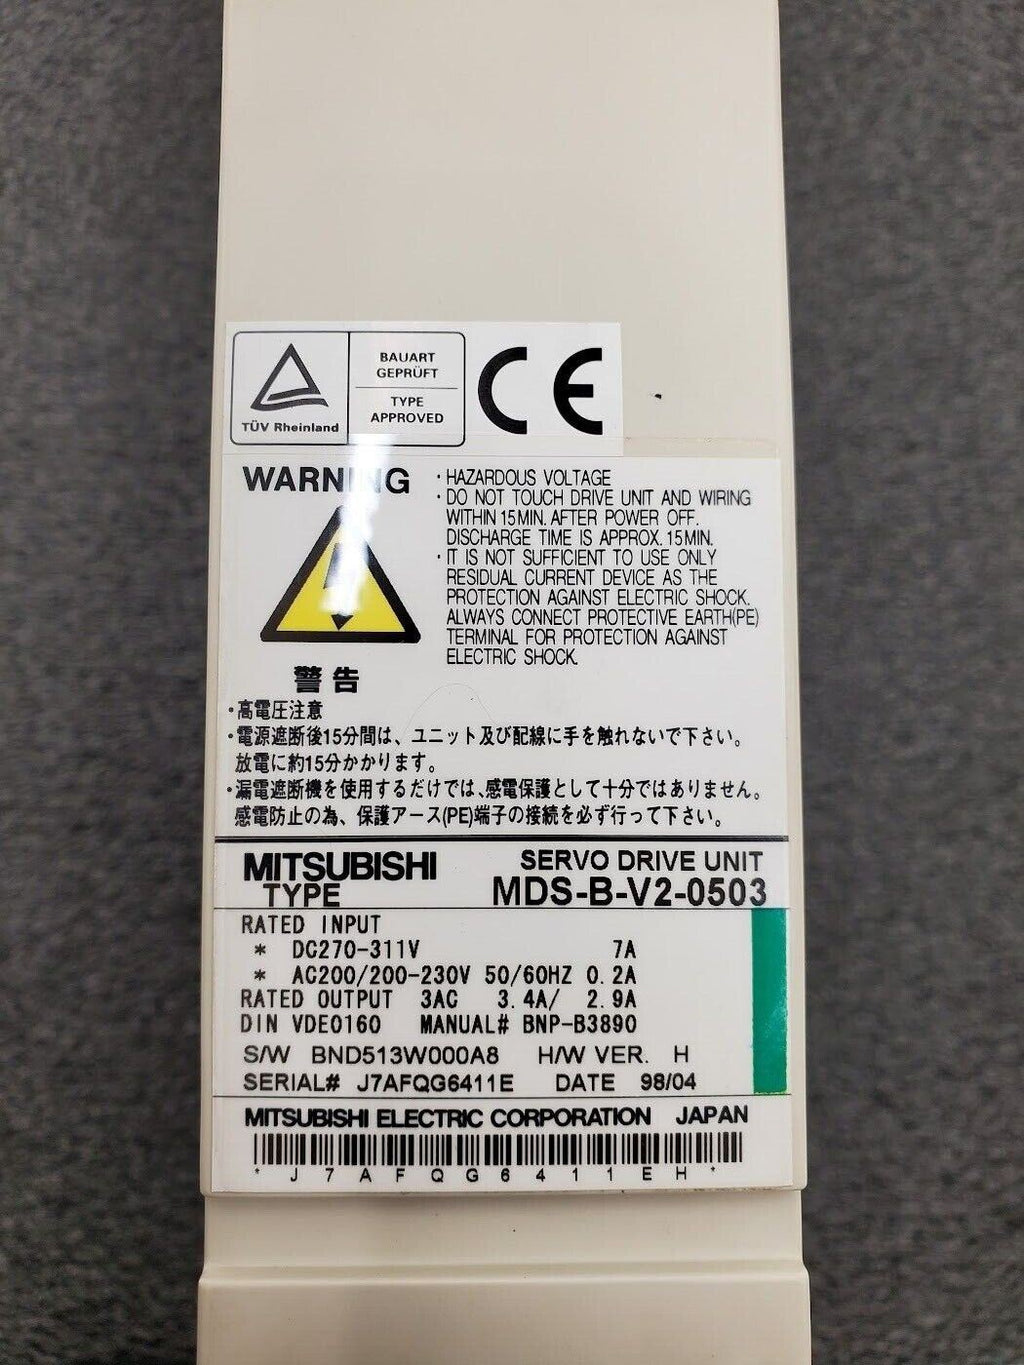 TÜV Rheinland
BAUART
GEPRÜFT
TYPE
APPROVED
CE
WARNING
・HAZARDOUS VOLTAGE
・DO NOT TOUCH DRIVE UNIT AND WIRING
WITHIN 15MIN. AFTER POWER OFF.
DISCHARGE TIME IS APPROX. 15MIN.
・IT IS NOT SUFFICIENT TO USE ONLY
RESIDUAL CURRENT DEVICE AS THE
PROTECTION AGAINST ELECTRIC SHOCK.
ALWAYS CONNECT PROTECTIVE EARTH(PE)
TERMINAL FOR PROTECTION AGAINST
ELECTRIC SHOCK.
警告
・高電圧注意
・電源遮断後15分間は、ユニット及び配線に手を触れないで下さい。
放電に約15分かかります。
・漏電遮断機を使用するだけでは、感電保護として十分ではありません。
感電防止の為、保護アース(PE)端子の接続を必ず行って下さい。
MITSUBISHI SERVO DRIVE UNIT
TYPE MDS-B-V2-0503
RATED INPUT
* DC270-311V 7A
* AC200/200-230V 50/60HZ 0.2A
RATED OUTPUT 3AC 3.4A/ 2.9A
DIN VDE0160 MANUAL# BNP-B3890
S/W BND513W000A8 H/W VER. H
SERIAL# J7AFQG6411E DATE 98/04
MITSUBISHI ELECTRIC CORPORATION JAPAN
* J 7 A F Q G 6 4 1 1 E H *